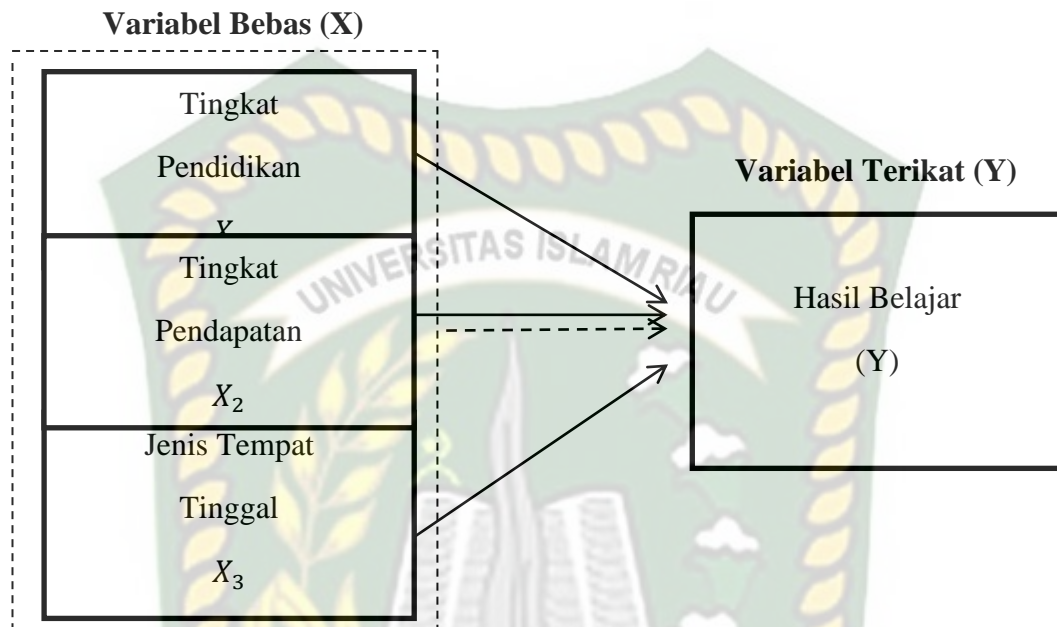 Variabel Bebas (X)
Tingkat
Pendidikan
X
Tingkat
Pendapatan
X₂
Jenis Tempat
Tinggal
X₃
Variabel Terikat (Y)
Hasil Belajar
(Y)
UNIVERSITAS ISLAM RIAU